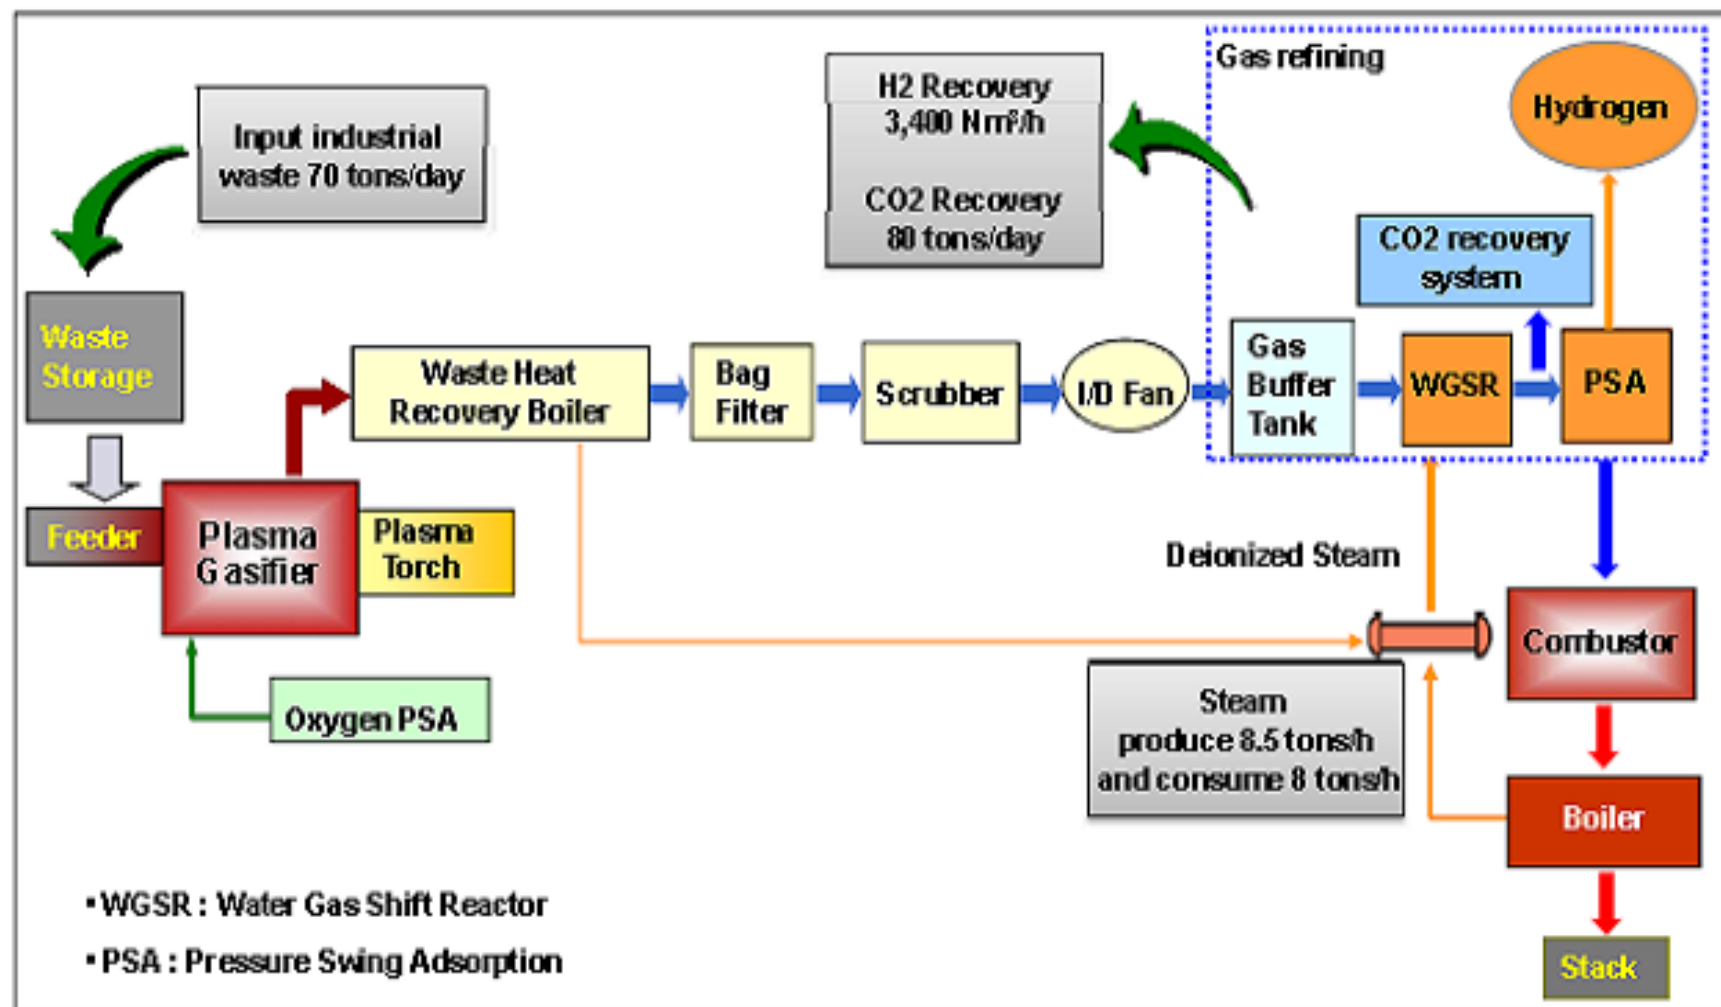 Gas refining
Hydrogen
H2 Recovery
3,400 Nm³/h
CO2 Recovery
80 tons/day
Input industrial
waste 70 tons/day
CO2 recovery
system
Waste
Storage
Waste Heat
Recovery Boiler
Bag
Filter
Scrubber
I/D Fan
Gas
Buffer
Tank
WGSR
PSA
Feeder
Plasma
Gasifier
Plasma
Torch
Deionized Steam
Combustor
Oxygen PSA
Steam
produce 8.5 tons/h
and consume 8 tons/h
Boiler
▪ WGSR : Water Gas Shift Reactor
▪ PSA : Pressure Swing Adsorption
Stack